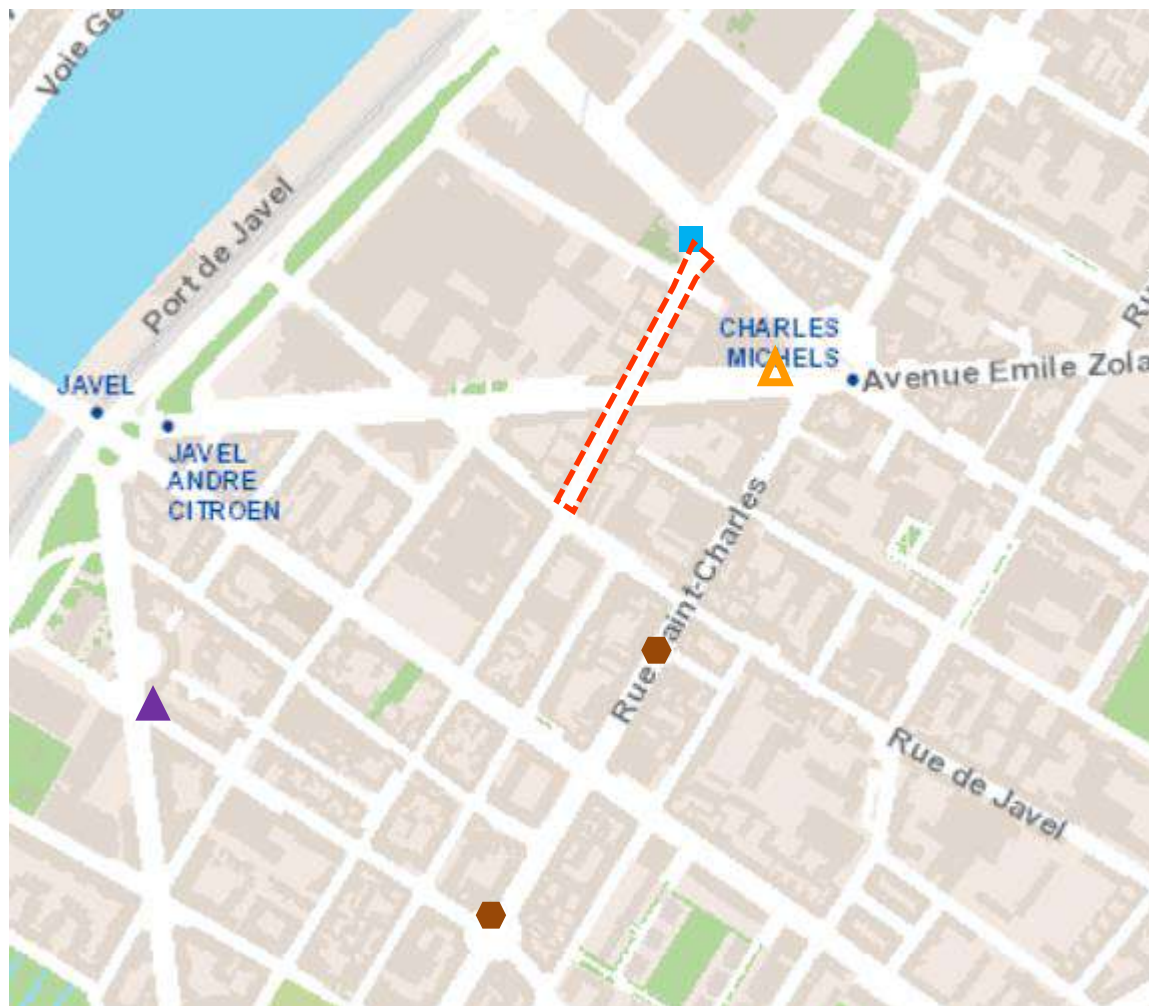 Voie Ge
Port de Javel
CHARLES
MICHELS
JAVEL
Avenue Emile Zola
JAVEL
ANDRE
CITROEN
Rue Saint-Charles
Rue de Javel
Ru